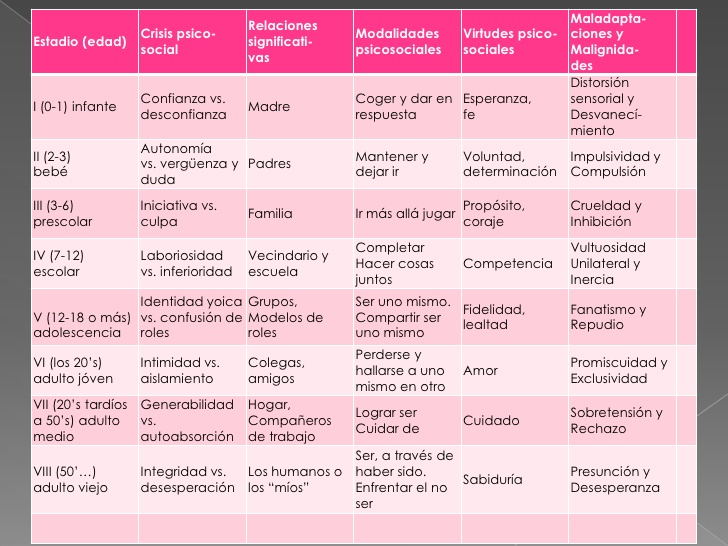 Estadio (edad)
Crisis psico-
social
Relaciones
significati-
vas
Modalidades
psicosociales
Virtudes psico-
sociales
Maladapta-
ciones y
Malignida-
des
I (0-1) infante
Confianza vs.
desconfianza
Madre
Coger y dar en
respuesta
Esperanza,
fe
Distorsión
sensorial y
Desvanecí-
miento
II (2-3)
bebé
Autonomía
vs. vergüenza y
duda
Padres
Mantener y
dejar ir
Voluntad,
determinación
Impulsividad y
Compulsión
III (3-6)
prescolar
Iniciativa vs.
culpa
Familia
Ir más allá jugar
Propósito,
coraje
Crueldad y
Inhibición
IV (7-12)
escolar
Laboriosidad
vs. inferioridad
Vecindario y
escuela
Completar
Hacer cosas
juntos
Competencia
Vultuosidad
Unilateral y
Inercia
V (12-18 o más)
adolescencia
Identidad yoica
vs. confusión de
roles
Grupos,
Modelos de
roles
Ser uno mismo.
Compartir ser
uno mismo
Fidelidad,
lealtad
Fanatismo y
Repudio
VI (los 20’s)
adulto jóven
Intimidad vs.
aislamiento
Colegas,
amigos
Perderse y
hallarse a uno
mismo en otro
Amor
Promiscuidad y
Exclusividad
VII (20’s tardíos
a 50’s) adulto
medio
Generabilidad
vs.
autoabsorción
Hogar,
Compañeros
de trabajo
Lograr ser
Cuidar de
Cuidado
Sobretensión y
Rechazo
VIII (50’…)
adulto viejo
Integridad vs.
desesperación
Los humanos o
los “míos”
Ser, a través de
haber sido.
Enfrentar el no
ser
Sabiduría
Presunción y
Desesperanza